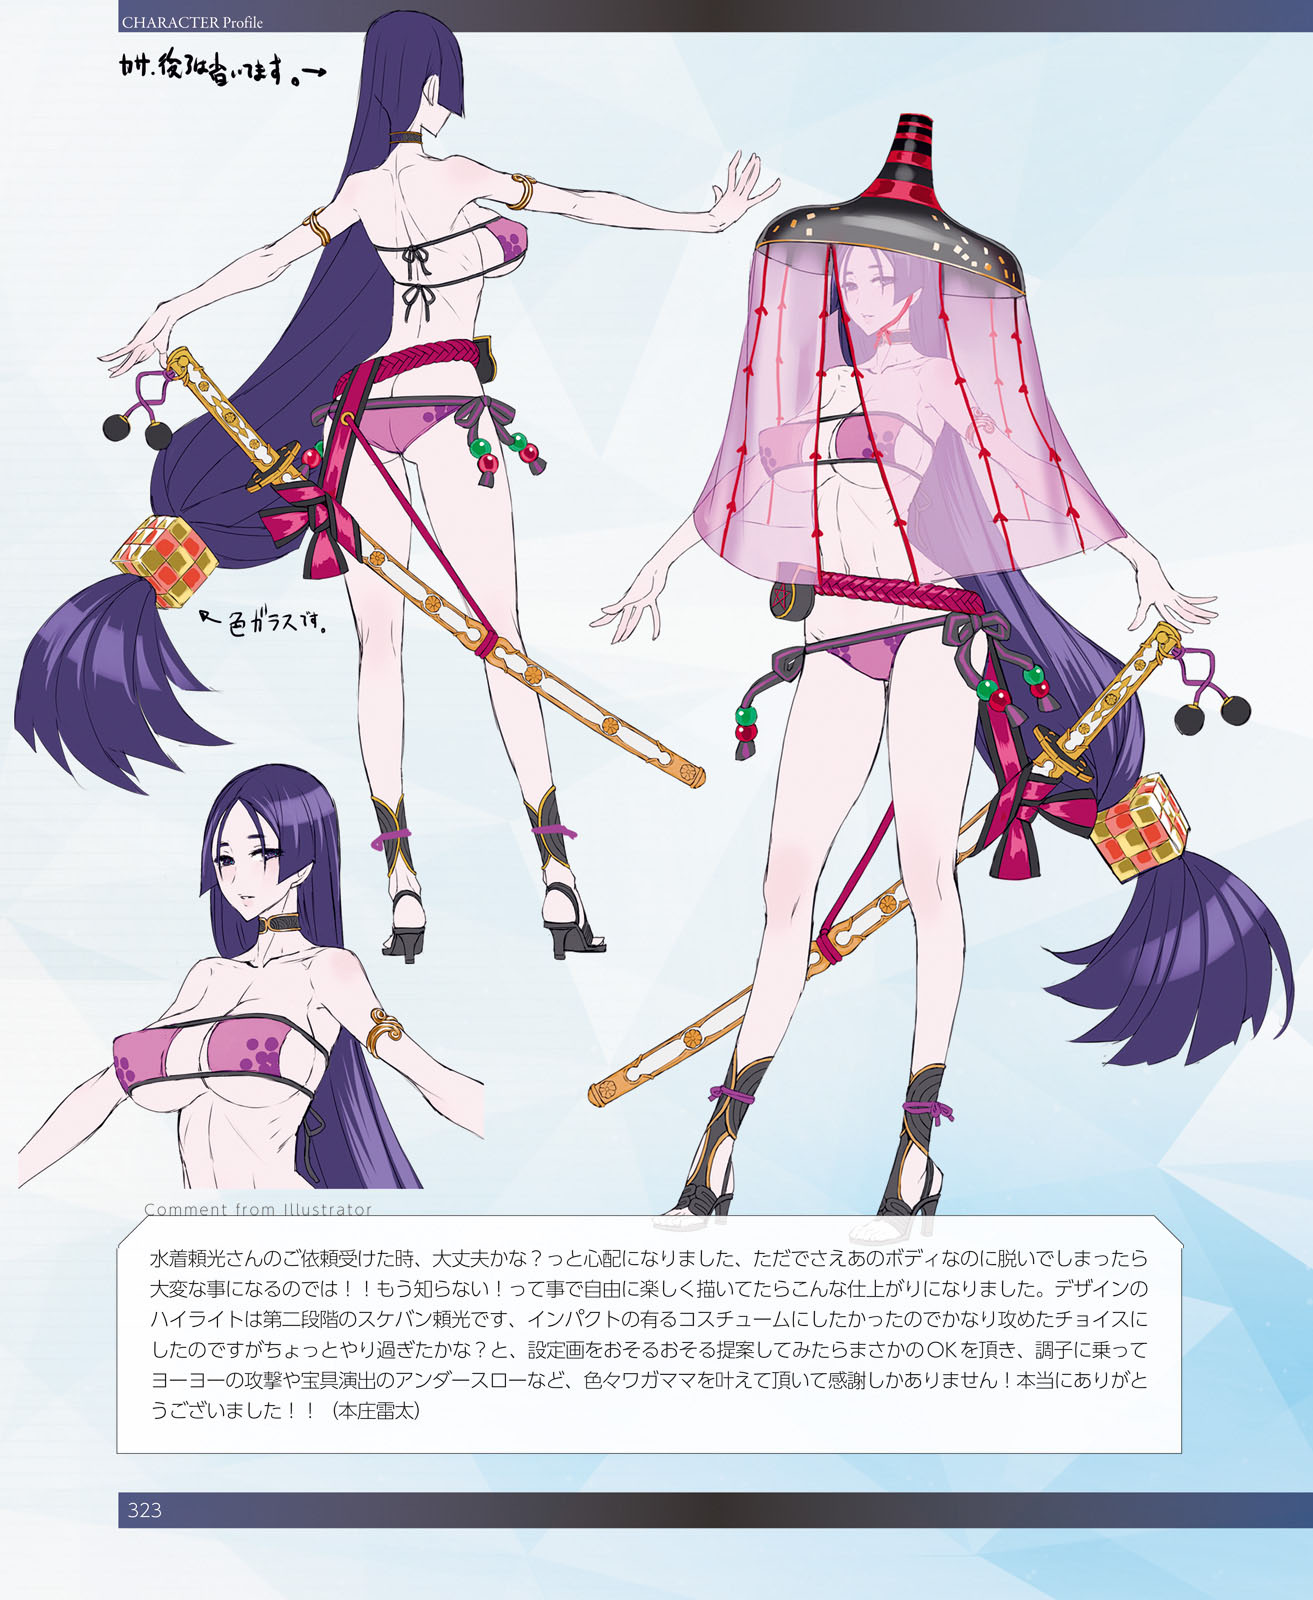 CHARACTER Profile
カサ、後ろは省いてます。→
色ガラスです。
Comment from Illustrator
水着頼光さんのご依頼受けた時、大丈夫かな？っと心配になりました、ただでさえあのボディなのに脱いでしまったら
大変な事になるのでは！！もう知らない！って事で自由に楽しく描いてたらこんな仕上がりになりました。デザインの
ハイライトは第二段階のスケバン頼光です、インパクトの有るコスチュームにしたかったのでかなり攻めたチョイスに
したのですがちょっとやり過ぎたかな？と、設定画をおそるおそる提案してみたらまさかのOKを頂き、調子に乗って
ヨーヨーの攻撃や宝具演出のアンダースローなど、色々ワガママを叶えて頂いて感謝しかありません！本当にありがと
うございました！！（本庄雷太）
323